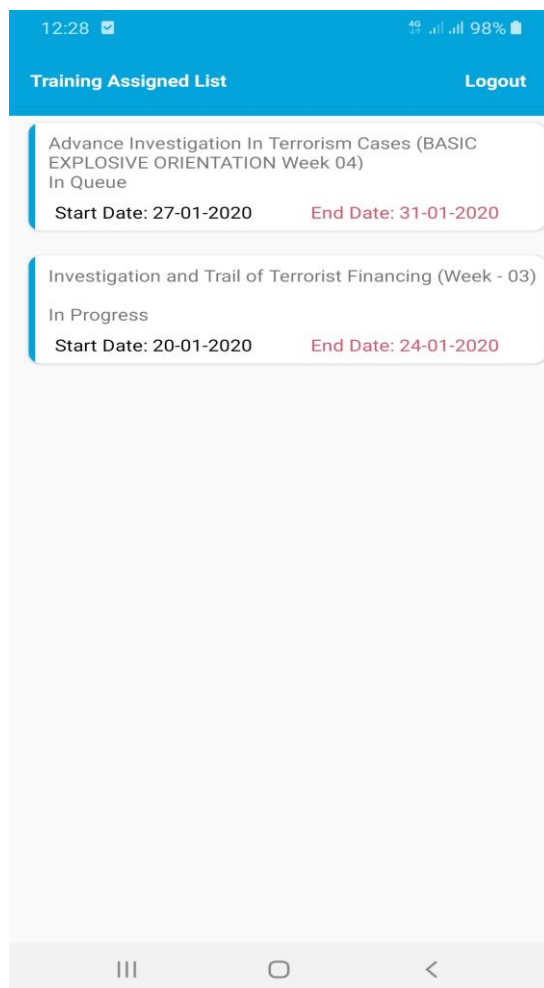 12:28 4G 98%
Training Assigned List Logout
Advance Investigation In Terrorism Cases (BASIC
EXPLOSIVE ORIENTATION Week 04)
In Queue
Start Date: 27-01-2020 End Date: 31-01-2020
Investigation and Trail of Terrorist Financing (Week - 03)
In Progress
Start Date: 20-01-2020 End Date: 24-01-2020